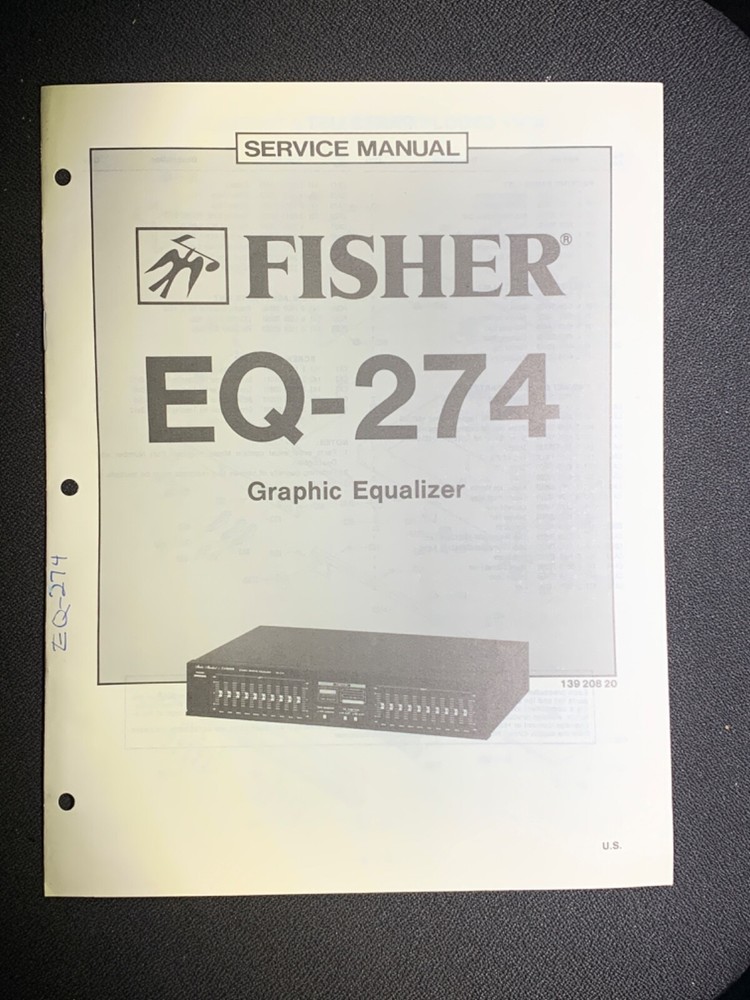 SERVICE MANUAL
FISHER®
EQ-274
Graphic Equalizer
EQ-274
139 208 20
U.S.